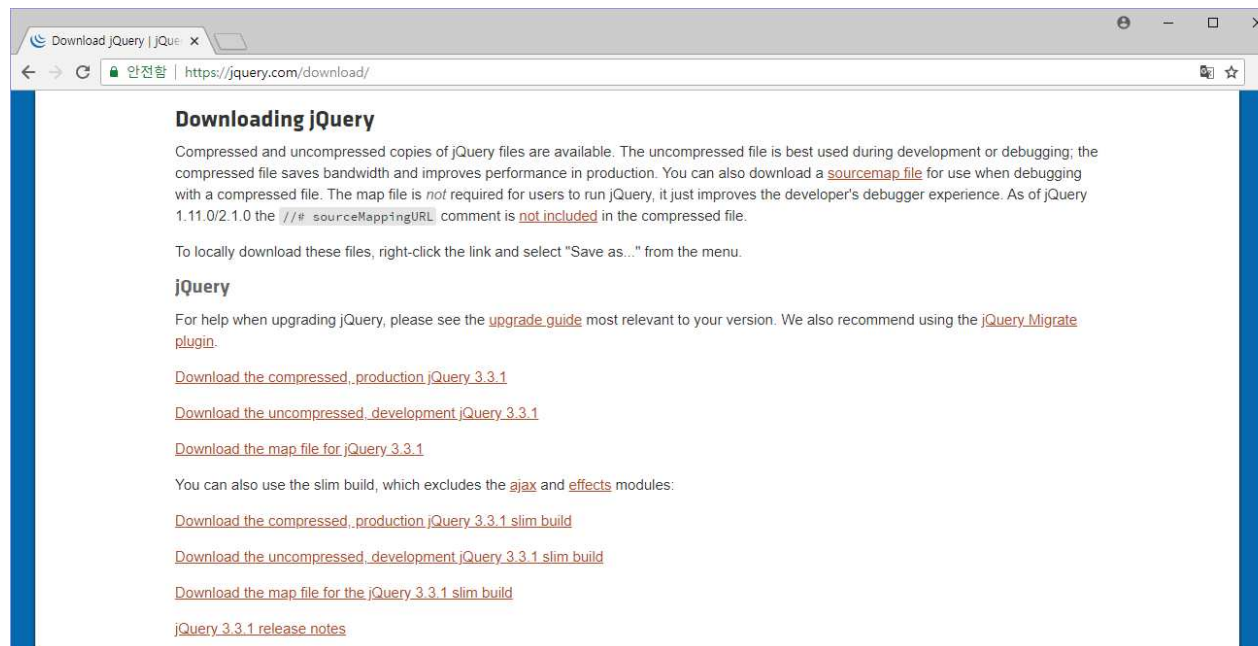 Download jQuery | jQue
안전함 | https://jquery.com/download/
Downloading jQuery
Compressed and uncompressed copies of jQuery files are available. The uncompressed file is best used during development or debugging; the
compressed file saves bandwidth and improves performance in production. You can also download a sourcemap file for use when debugging
with a compressed file. The map file is not required for users to run jQuery, it just improves the developer's debugger experience. As of jQuery
1.11.0/2.1.0 the //# sourceMappingURL comment is not included in the compressed file.
To locally download these files, right-click the link and select "Save as..." from the menu.
jQuery
For help when upgrading jQuery, please see the upgrade guide most relevant to your version. We also recommend using the jQuery Migrate
plugin.
Download the compressed, production jQuery 3.3.1
Download the uncompressed, development jQuery 3.3.1
Download the map file for jQuery 3.3.1
You can also use the slim build, which excludes the ajax and effects modules:
Download the compressed, production jQuery 3.3.1 slim build
Download the uncompressed, development jQuery 3.3.1 slim build
Download the map file for the jQuery 3.3.1 slim build
jQuery 3.3.1 release notes